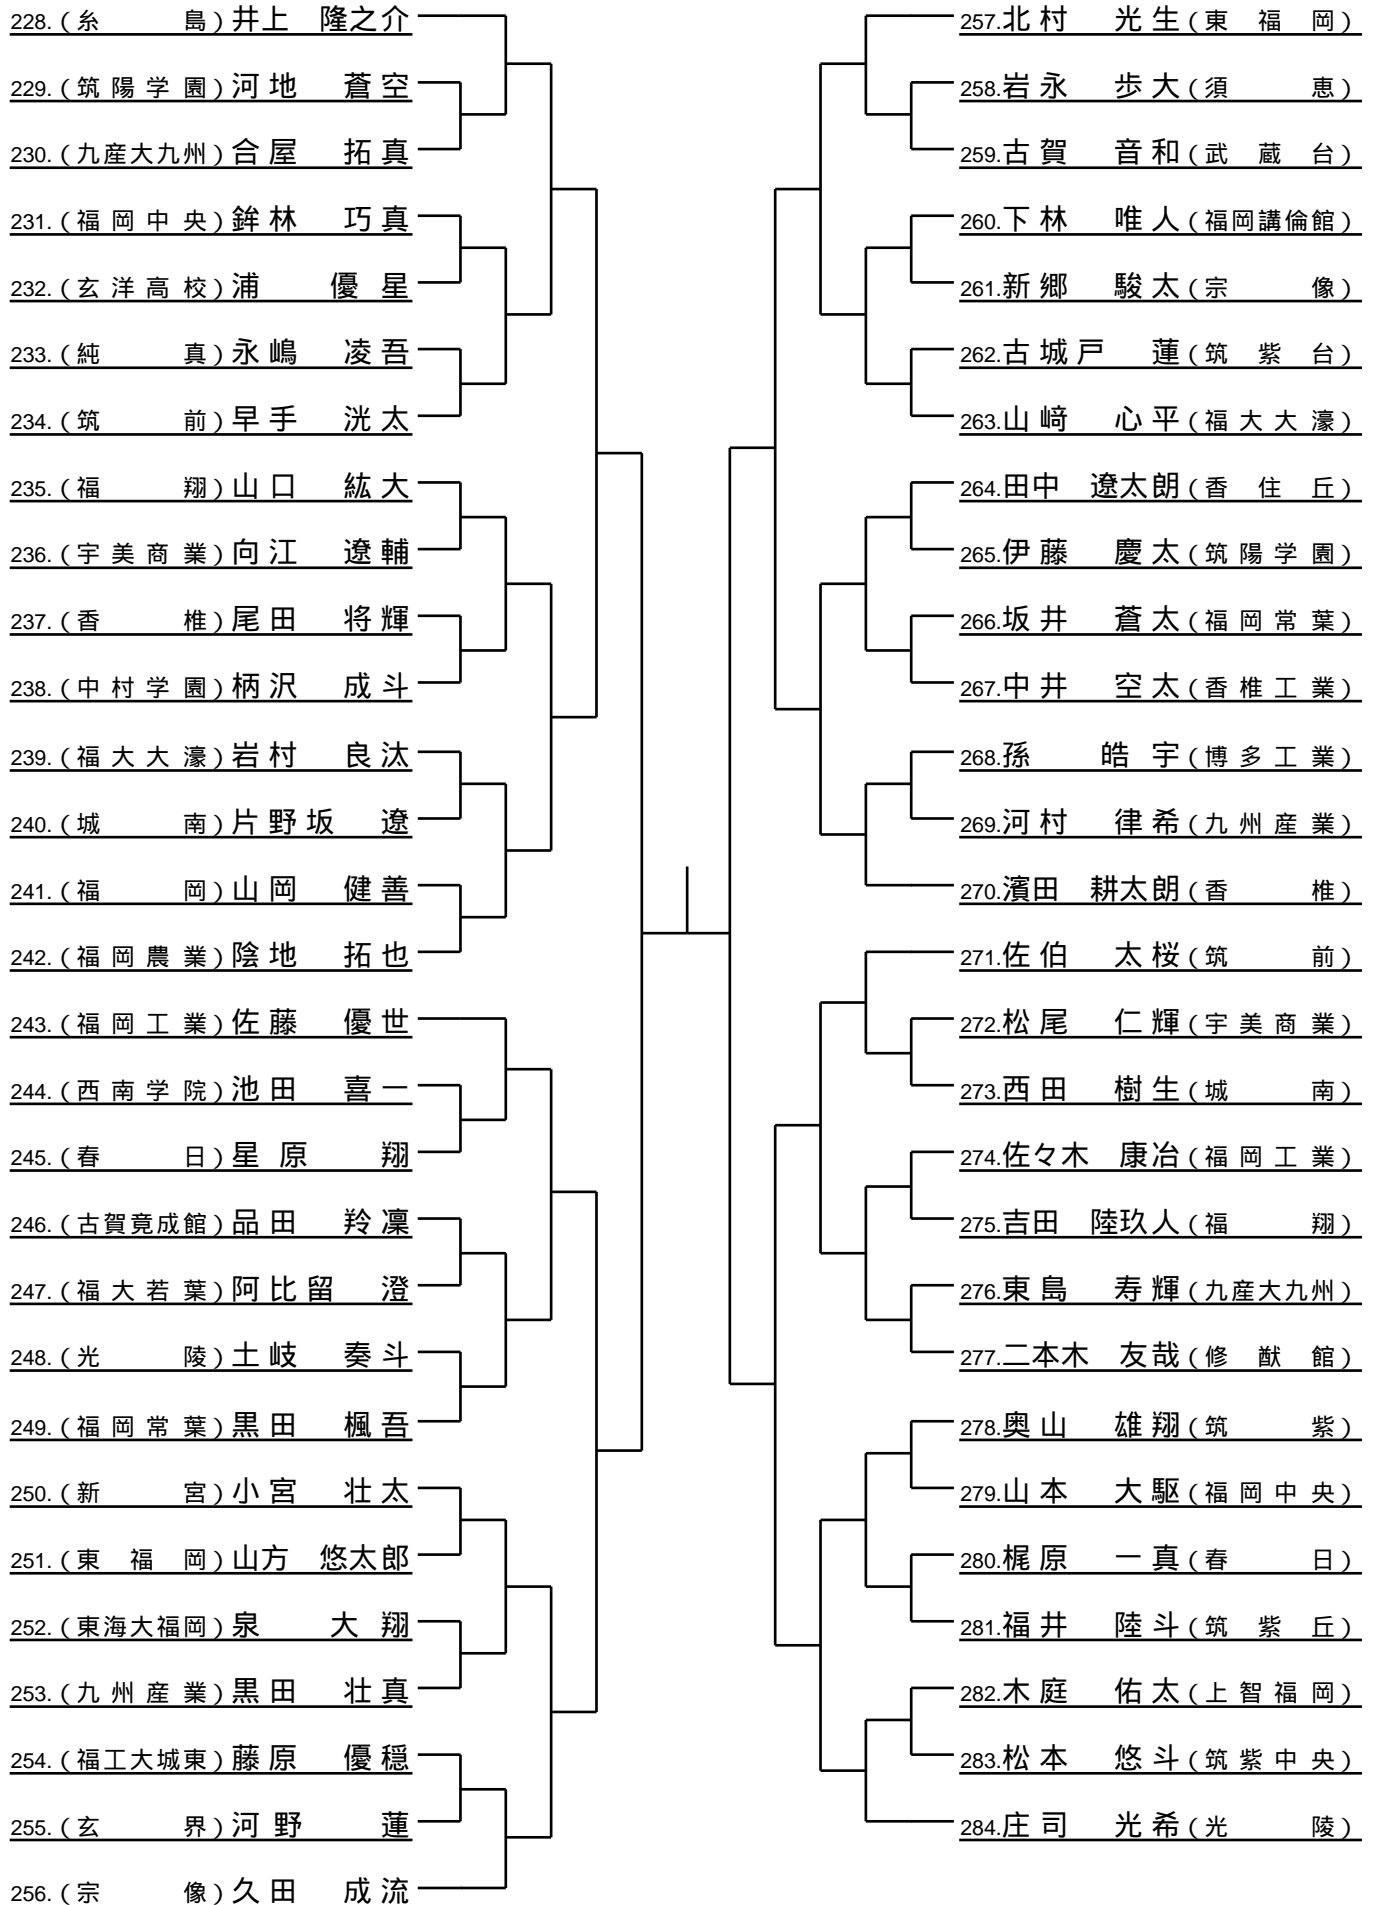 228.(糸島)井上 隆之介
229.(筑陽学園)河地 蒼空
230.(九産大九州)合屋 拓真
231.(福岡中央)鉾林 巧真
232.(玄洋高校)浦 優星
233.(純真)永嶋 凌吾
234.(筑前)早手 洸太
235.(福翔)山口 紘大
236.(宇美商業)向江 遼輔
237.(香椎)尾田 将輝
238.(中村学園)柄沢 成斗
239.(福大大濠)岩村 良汰
240.(城南)片野坂 遼
241.(福岡)山岡 健善
242.(福岡農業)陰地 拓也
243.(福岡工業)佐藤 優世
244.(西南学院)池田 喜一
245.(春日)星原 翔
246.(古賀竟成館)品田 羚凜
247.(福大若葉)阿比留 澄
248.(光陵)土岐 奏斗
249.(福岡常葉)黒田 楓吾
250.(新宮)小宮 壮太
251.(東福岡)山方 悠太郎
252.(東海大福岡)泉 大翔
253.(九州産業)黒田 壮真
254.(福工大城東)藤原 優穏
255.(玄界)河野 蓮
256.(宗像)久田 成流
257.北村 光生(東福岡)
258.岩永 歩大(須恵)
259.古賀 音和(武蔵台)
260.下林 唯人(福岡講倫館)
261.新郷 駿太(宗像)
262.古城戸 蓮(筑紫台)
263.山﨑 心平(福大大濠)
264.田中 遼太朗(香住丘)
265.伊藤 慶太(筑陽学園)
266.坂井 蒼太(福岡常葉)
267.中井 空太(香椎工業)
268.孫 皓宇(博多工業)
269.河村 律希(九州産業)
270.濱田 耕太朗(香椎)
271.佐伯 太桜(筑前)
272.松尾 仁輝(宇美商業)
273.西田 樹生(城南)
274.佐々木 康冶(福岡工業)
275.吉田 陸玖人(福翔)
276.東島 寿輝(九産大九州)
277.二本木 友哉(修猷館)
278.奥山 雄翔(筑紫)
279.山本 大駆(福岡中央)
280.梶原 一真(春日)
281.福井 陸斗(筑紫丘)
282.木庭 佑太(上智福岡)
283.松本 悠斗(筑紫中央)
284.庄司 光希(光陵)